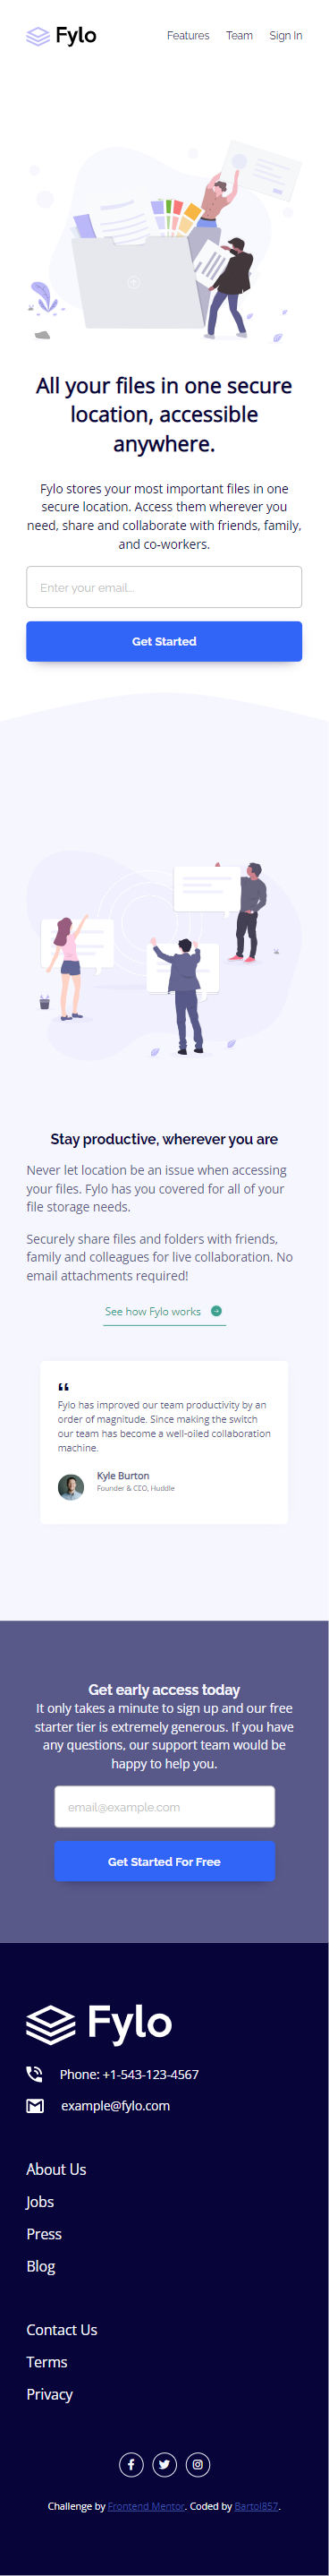 Fylo
Features Team Sign In
All your files in one secure
location, accessible
anywhere.
Fylo stores your most important files in one
secure location. Access them wherever you
need, share and collaborate with friends, family,
and co-workers.
Enter your email...
Get Started
Stay productive, wherever you are
Never let location be an issue when accessing
your files. Fylo has you covered for all of your
file storage needs.
Securely share files and folders with friends,
family and colleagues for live collaboration. No
email attachments required!
See how Fylo works
“
Fylo has improved our team productivity by an
order of magnitude. Since making the switch
our team has become a well-oiled collaboration
machine.
Kyle Burton
Founder & CEO, Huddle
Get early access today
It only takes a minute to sign up and our free
starter tier is extremely generous. If you have
any questions, our support team would be
happy to help you.
email@example.com
Get Started For Free
Fylo
Phone: +1-543-123-4567
example@fylo.com
About Us
Jobs
Press
Blog
Contact Us
Terms
Privacy
Challenge by Frontend Mentor. Coded by Bartol857.